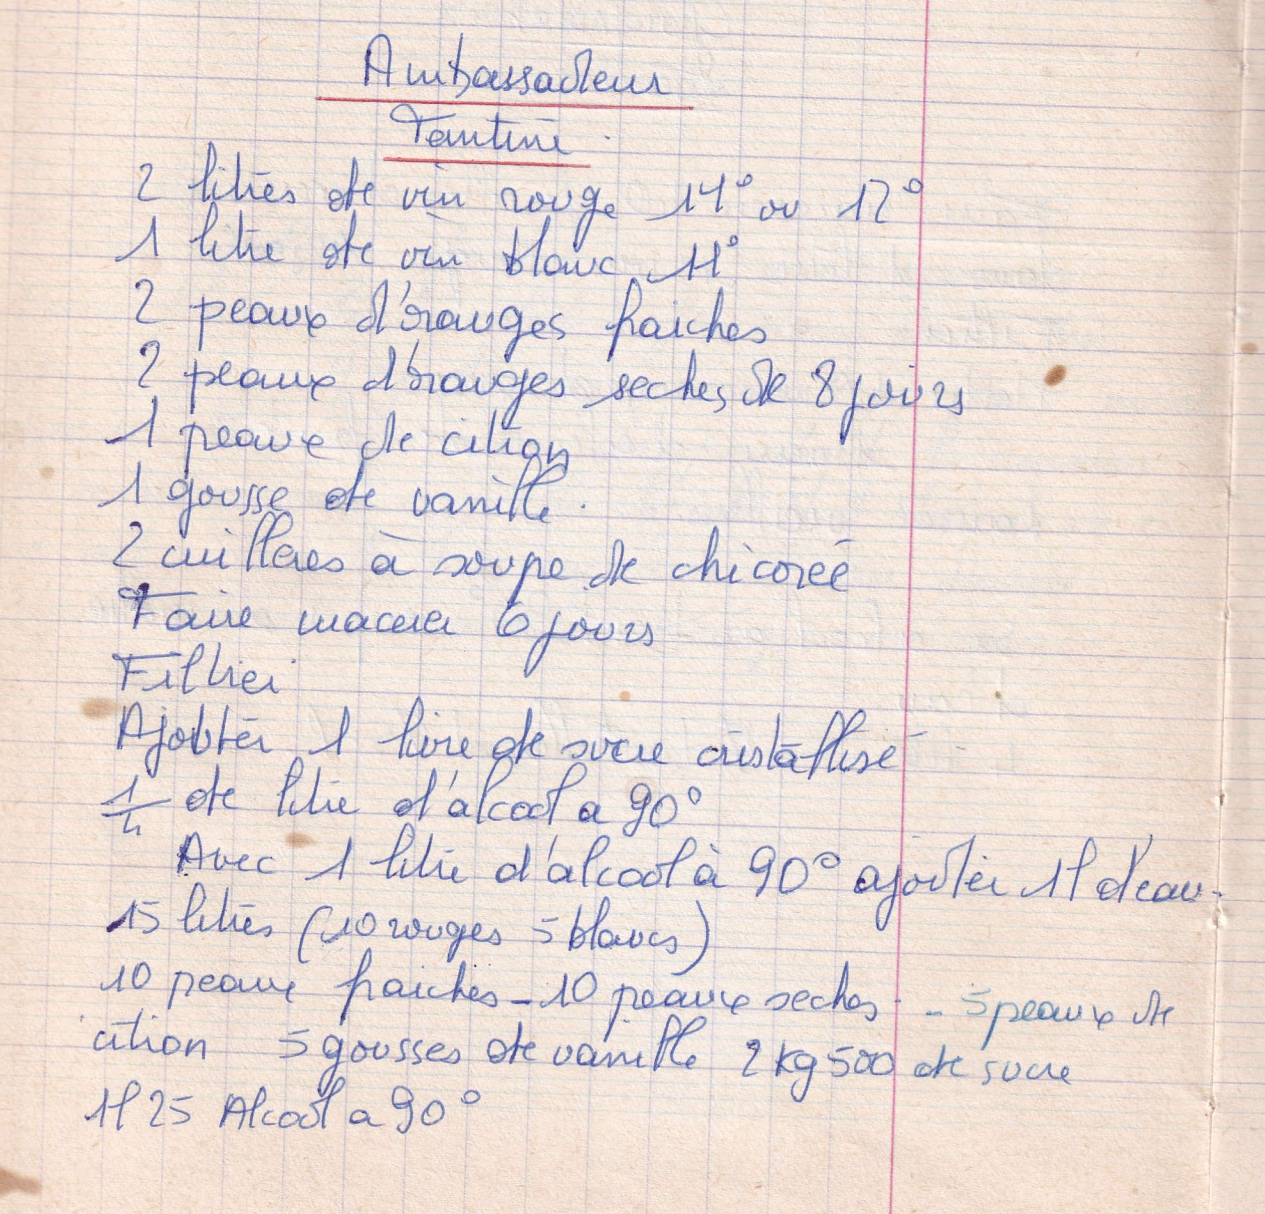 Ambassadeur
Tantine.
2 litres de vin rouge 14° ou 12°
1 litre de vin blanc 11°
2 peaux d'oranges fraiches
2 peaux d'oranges seches de 8 jours
1 peaux de citron
1 gousse de vanille.
2 cuilleres à soupe de chicorée
Faire macerer 6 jours
Filtrer
Ajouter 1 livre de sucre cristallisé
1/4 de litre d'alcool a 90°
Avec 1 litre d'alcool à 90° ajouter 1l d'eau.
15 litres (10 rouges 5 blancs)
10 peaux fraiches - 10 peaux seches - 5 peaux de
citron 5 gousses de vanille 2 kg 500 de sucre
1l 25 Alcool a 90°